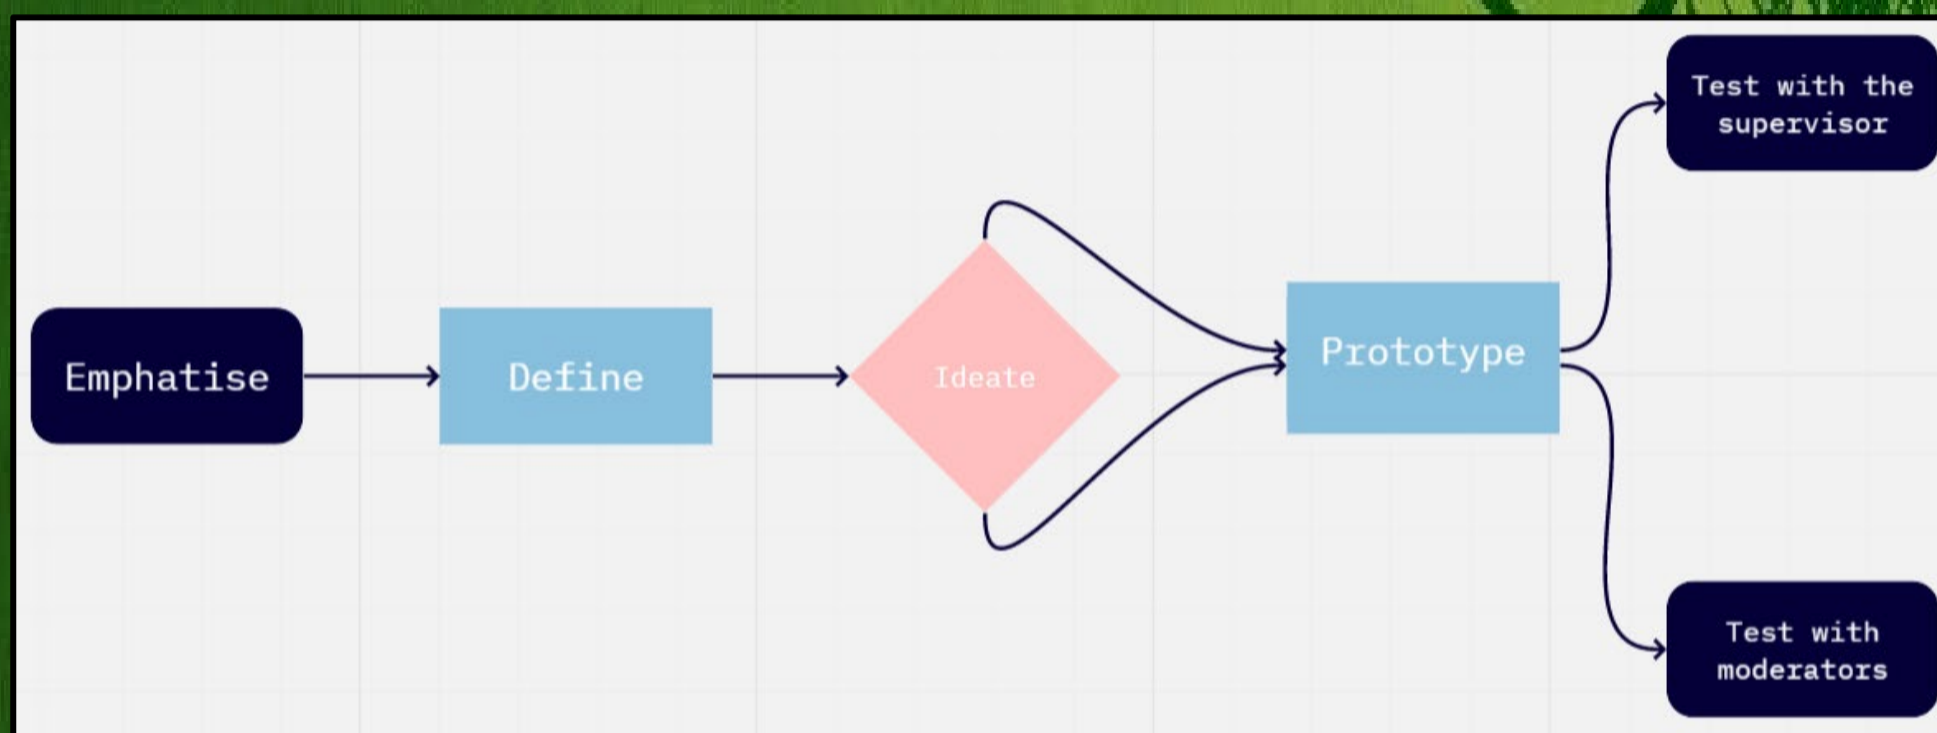 Emphatise
Define
Ideate
Prototype
Test with the
supervisor
Test with
moderators